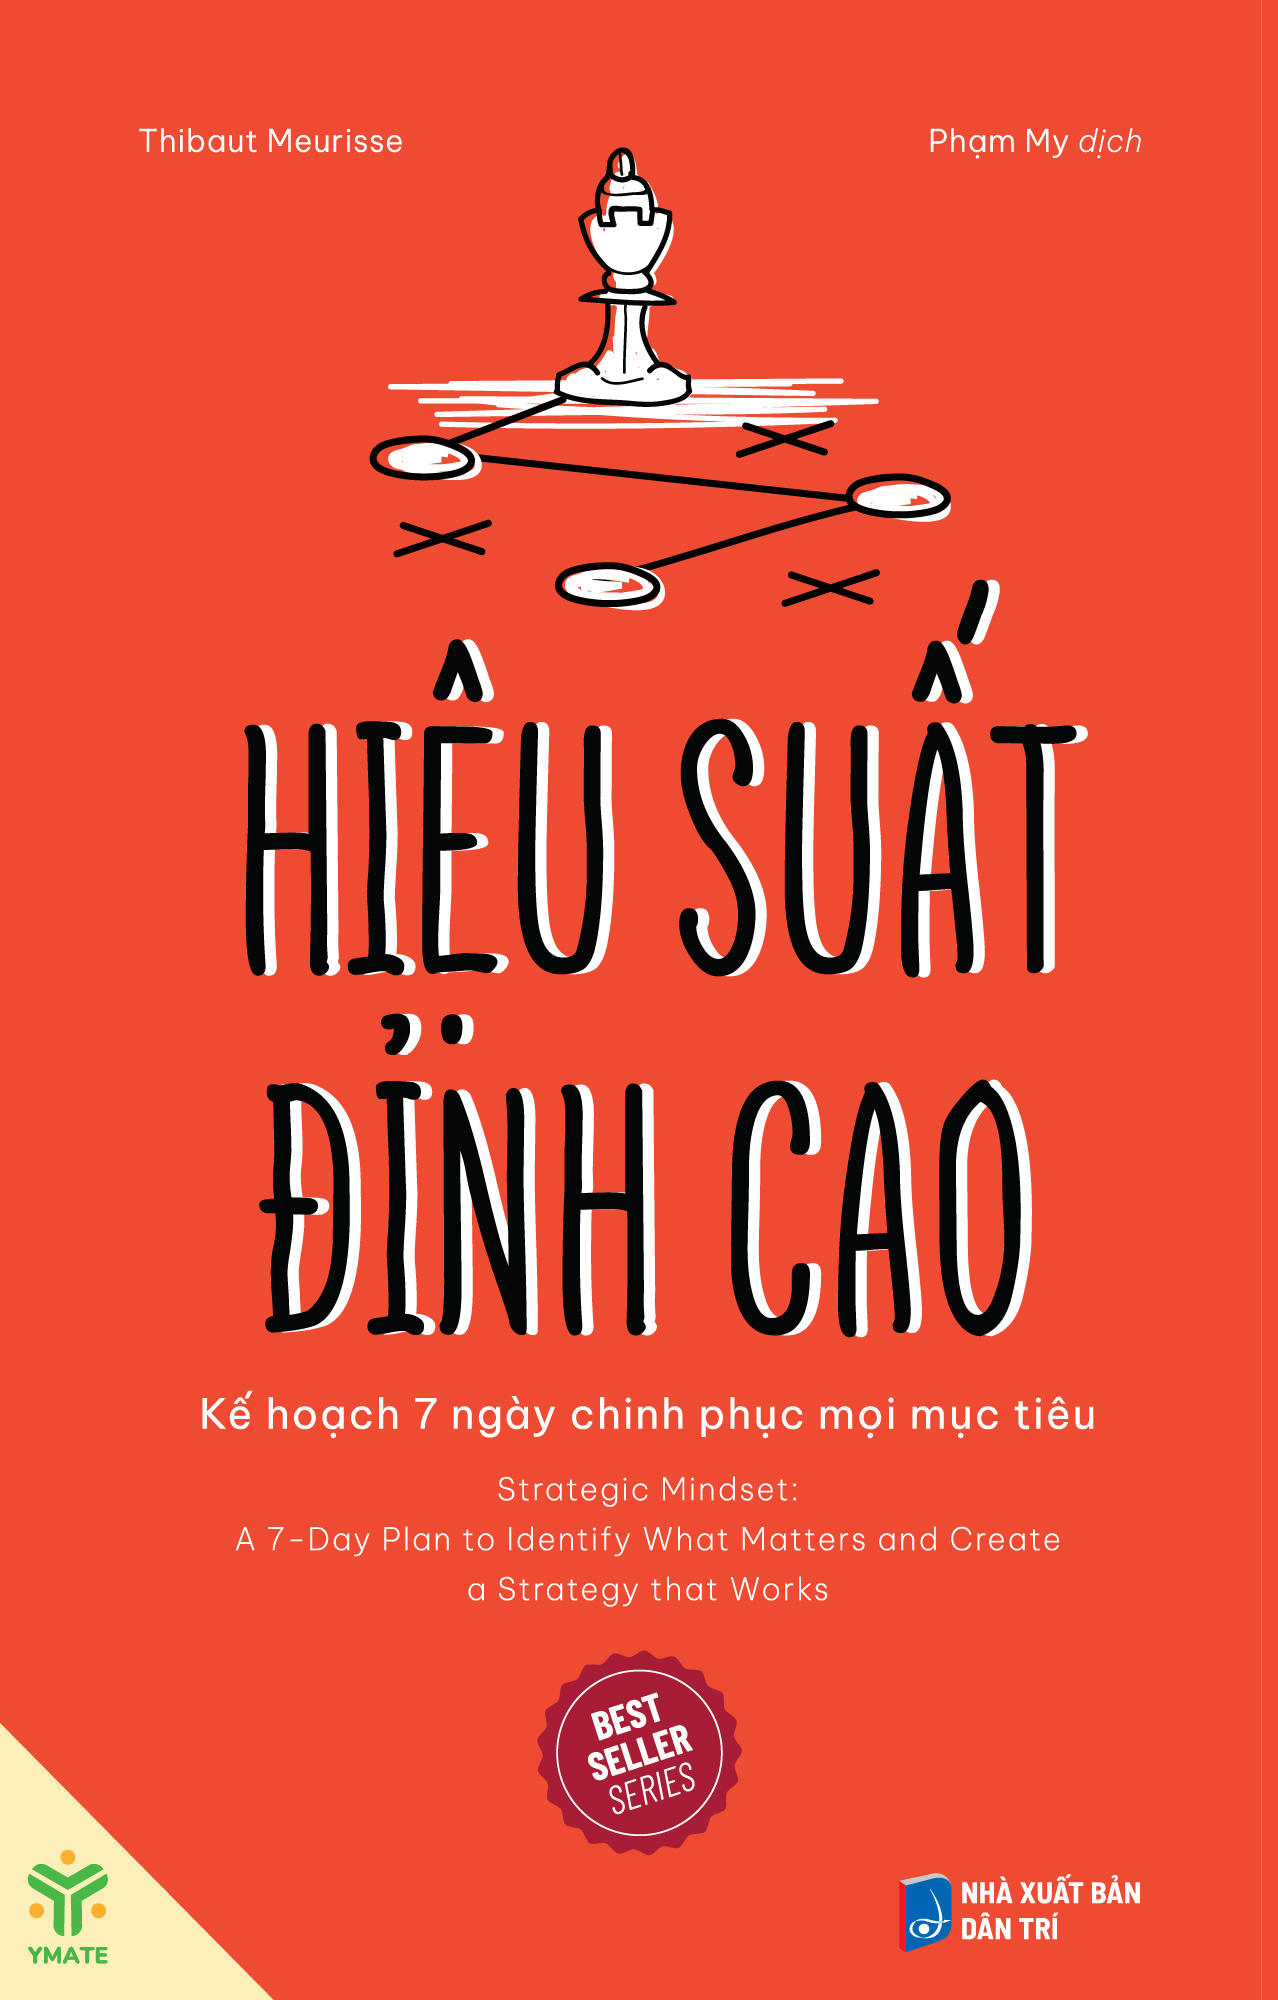 Thibaut Meurisse
Phạm My dịch
HIÊU SUẤT
ĐỈNH CAO
Kế hoạch 7 ngày chinh phục mọi mục tiêu
Strategic Mindset:
A 7-Day Plan to Identify What Matters and Create
a Strategy that Works
BEST
SELLER
SERIES
YMATE
NHÀ XUẤT BẢN
DÂN TRÍ